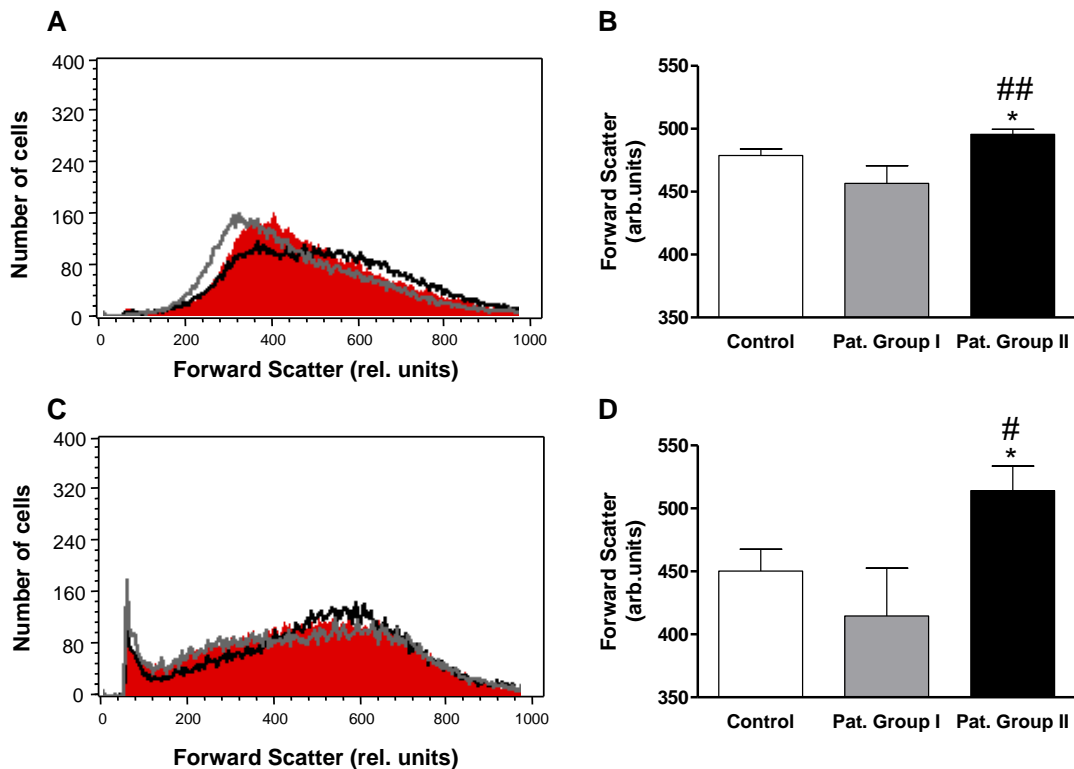 A
400
320
240
160
80
0
Number of cells
0 200 400 600 800 1000
Forward Scatter (rel. units)
B
550
500
450
400
350
Forward Scatter
(arb.units)
##
*
Control Pat. Group I Pat. Group II
C
400
320
240
160
80
0
Number of cells
0 200 400 600 800 1000
Forward Scatter (rel. units)
D
550
500
450
400
350
Forward Scatter
(arb.units)
#
*
Control Pat. Group I Pat. Group II